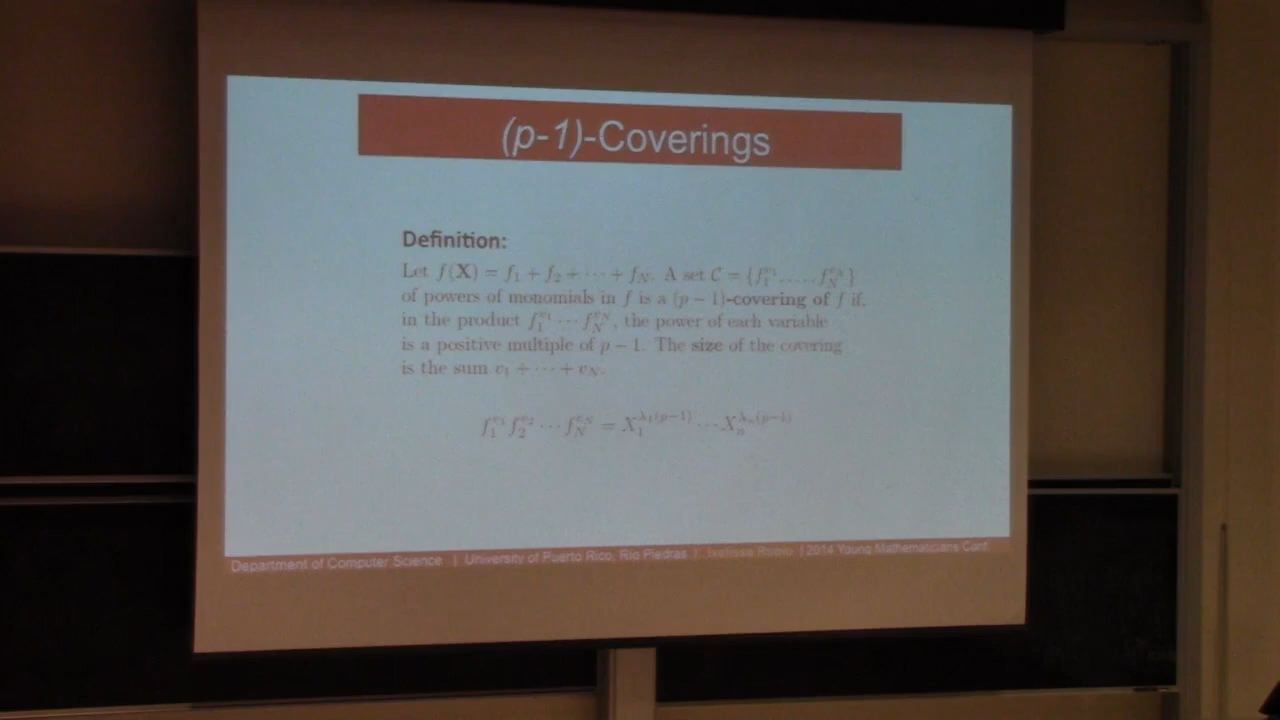 (p-1)-Coverings
Definition:
Let f(X) = f₁ + f₂ + ··· + f_N. A set C = {f₁^{v₁}, ..., f_N^{v_N}}
of powers of monomials in f is a (p − 1)-covering of f if,
in the product f₁^{v₁} ··· f_N^{v_N}, the power of each variable
is a positive multiple of p − 1. The size of the covering
is the sum v₁ + ··· + v_N.
f₁^{v₁} f₂^{v₂} ··· f_N^{v_N} = X₁^{λ₁(p−1)} ··· X_n^{λ_n(p−1)}
Department of Computer Science | University of Puerto Rico, Rio Piedras | Ivelisse Rubio | 2014 Young Mathematicians Conf.